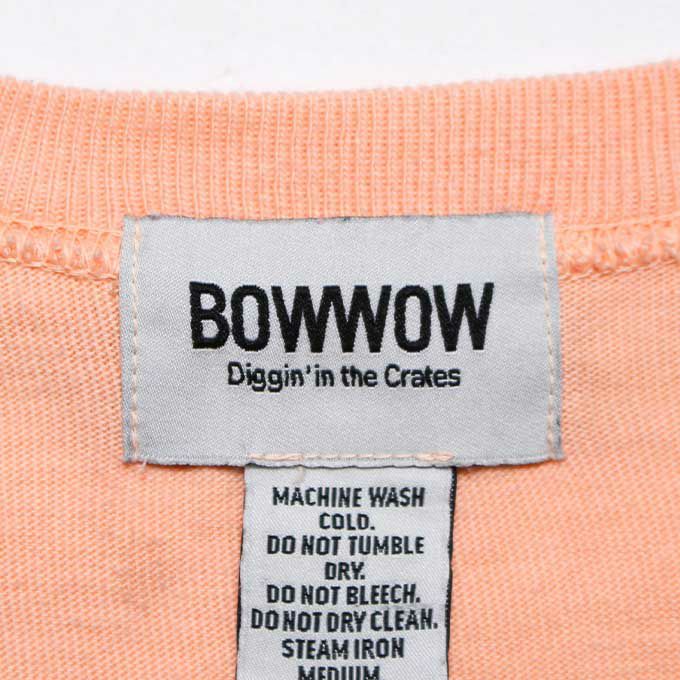 BOWWOW
Diggin' in the Crates
MACHINE WASH
COLD.
DO NOT TUMBLE
DRY.
DO NOT BLEECH.
DO NOT DRY CLEAN.
STEAM IRON
MEDIUM